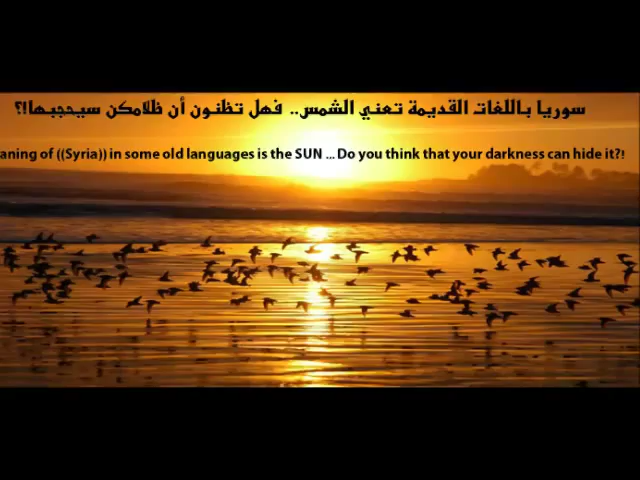 سوريا باللغات القديمة تعني الشمس.. فهل تظنون أن ظلامكن سيحجبها!؟
aning of ((Syria)) in some old languages is the SUN ... Do you think that your darkness can hide it?!